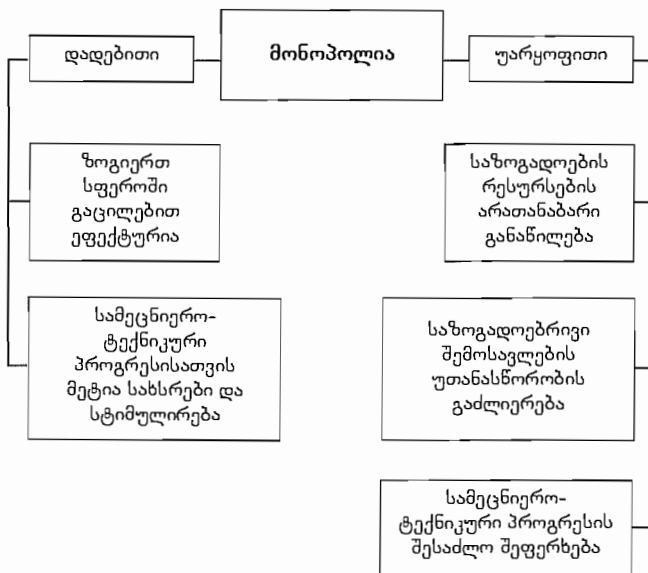 მონოპოლია
დადებითი
ზოგიერთ
სფეროში
გაცილებით
ეფექტურია
სამეცნიერო-
ტექნიკური
პროგრესისათვის
მეტია სახსრები და
სტიმულირება
უარყოფითი
საზოგადოების
რესურსების
არათანაბარი
განაწილება
საზოგადოებრივი
შემოსავლების
უთანასწორობის
გაძლიერება
სამეცნიერო-
ტექნიკური პროგრესის
შესაძლო შეფერხება